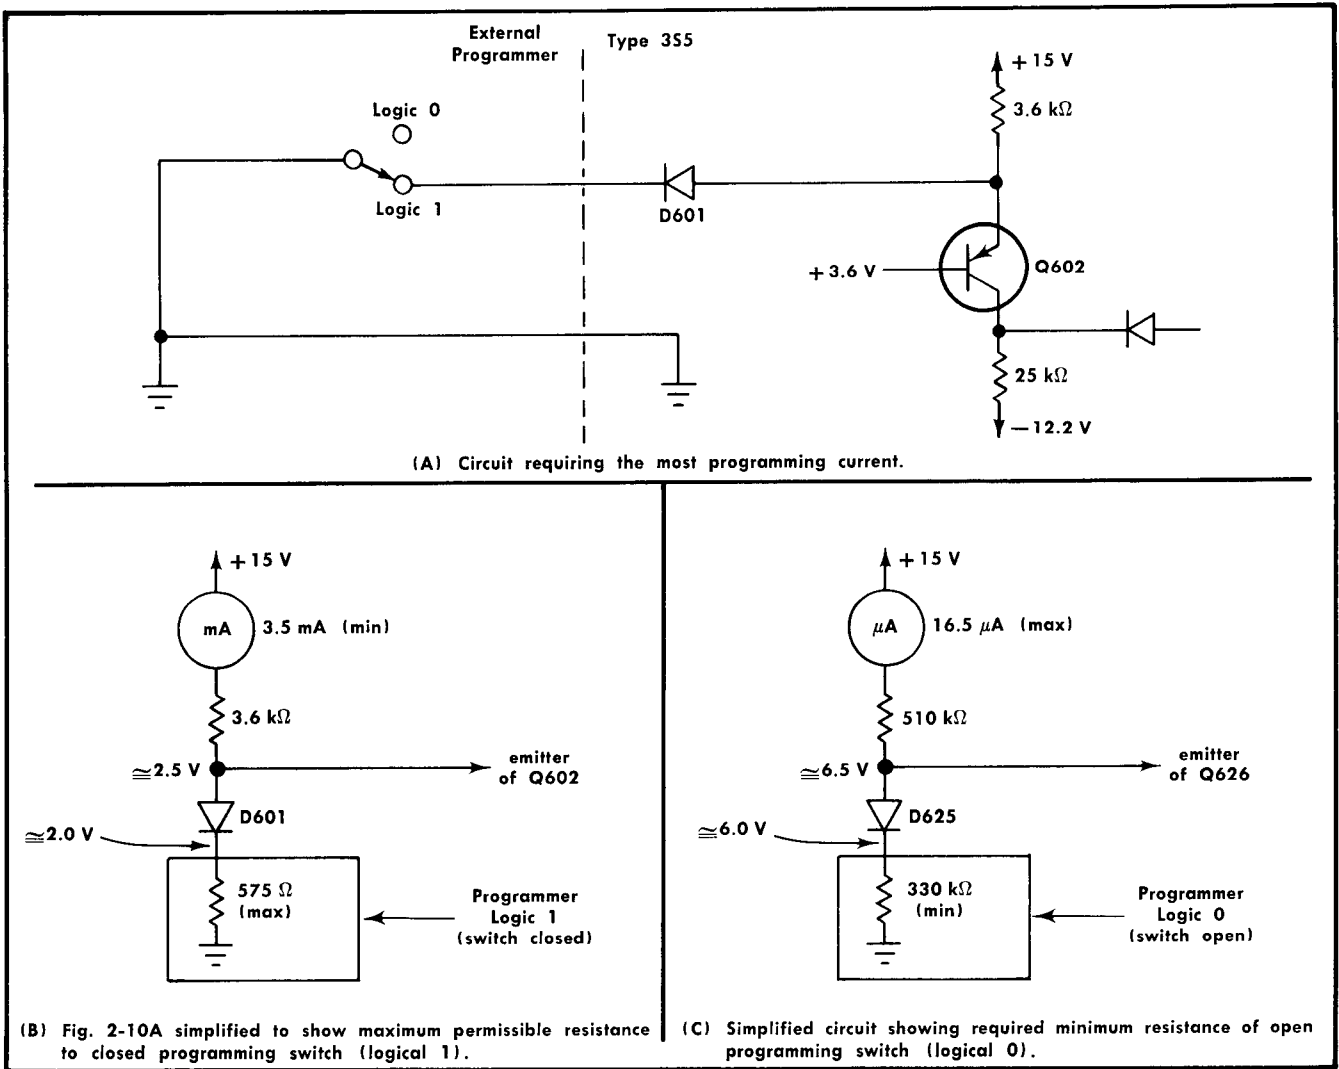 External
Programmer
Type 3S5
+15 V
3.6 kΩ
Logic 0
Logic 1
D601
+3.6 V
Q602
25 kΩ
−12.2 V
(A) Circuit requiring the most programming current.
+15 V
mA
3.5 mA (min)
3.6 kΩ
≅2.5 V
emitter
of Q602
D601
≅2.0 V
575 Ω
(max)
Programmer
Logic 1
(switch closed)
(B) Fig. 2-10A simplified to show maximum permissible resistance
to closed programming switch (logical 1).
+15 V
μA
16.5 μA (max)
510 kΩ
≅6.5 V
emitter
of Q626
D625
≅6.0 V
330 kΩ
(min)
Programmer
Logic 0
(switch open)
(C) Simplified circuit showing required minimum resistance of open
programming switch (logical 0).